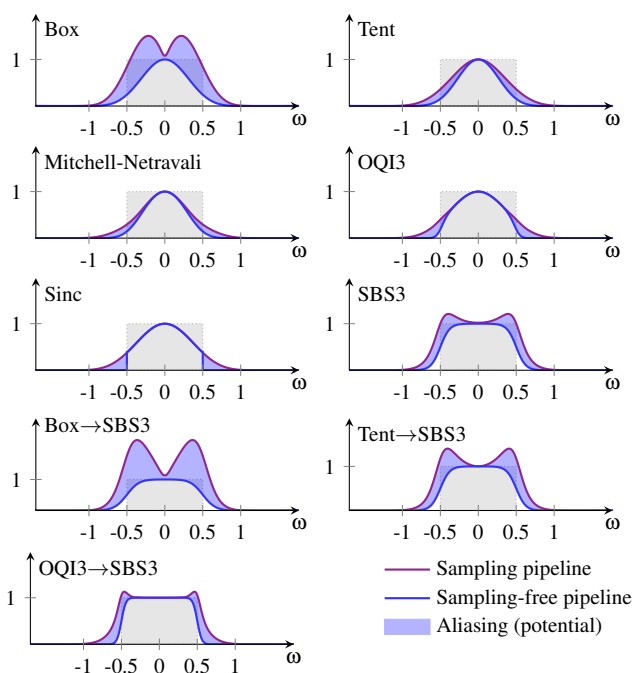 Box
1
-1 -0.5 0 0.5 1 ω
Tent
1
-1 -0.5 0 0.5 1 ω
Mitchell-Netravali
1
-1 -0.5 0 0.5 1 ω
OQI3
1
-1 -0.5 0 0.5 1 ω
Sinc
1
-1 -0.5 0 0.5 1 ω
SBS3
1
-1 -0.5 0 0.5 1 ω
Box→SBS3
1
-1 -0.5 0 0.5 1 ω
Tent→SBS3
1
-1 -0.5 0 0.5 1 ω
OQI3→SBS3
1
-1 -0.5 0 0.5 1 ω
Sampling pipeline
Sampling-free pipeline
Aliasing (potential)